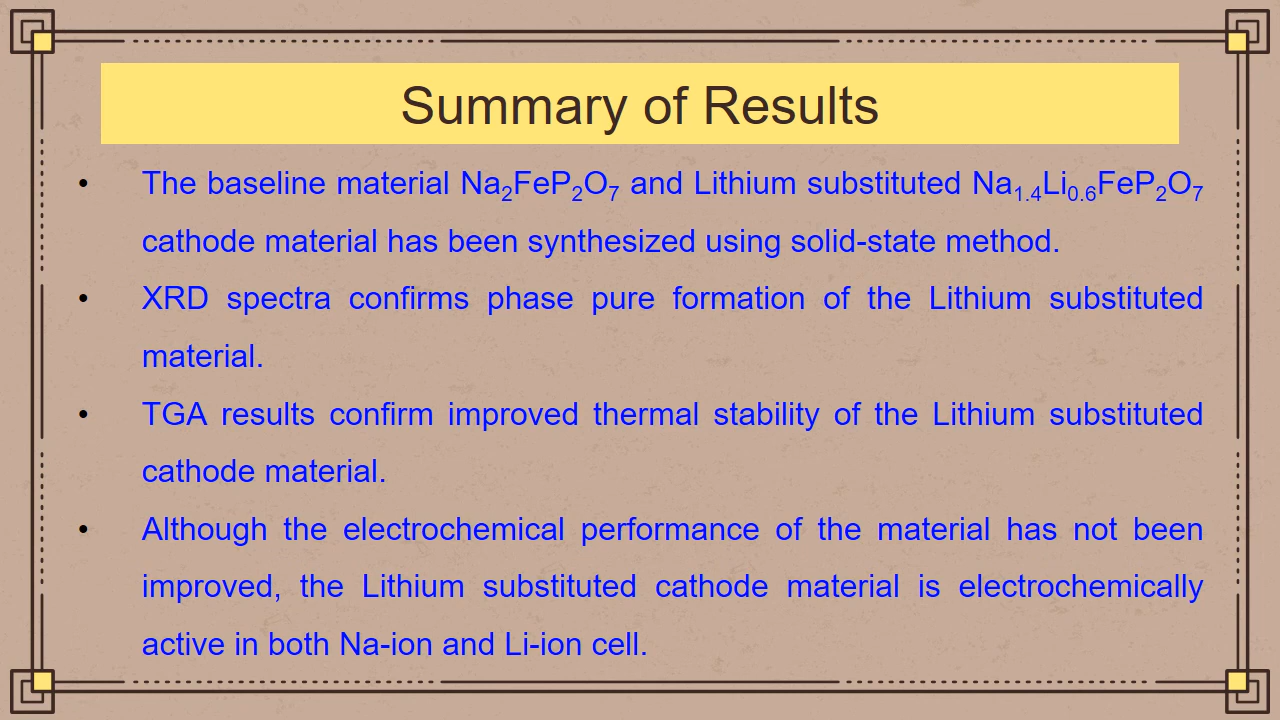 Summary of Results
• The baseline material Na₂FeP₂O₇ and Lithium substituted Na₁.₄Li₀.₆FeP₂O₇
cathode material has been synthesized using solid-state method.
• XRD spectra confirms phase pure formation of the Lithium substituted
material.
• TGA results confirm improved thermal stability of the Lithium substituted
cathode material.
• Although the electrochemical performance of the material has not been
improved, the Lithium substituted cathode material is electrochemically
active in both Na-ion and Li-ion cell.